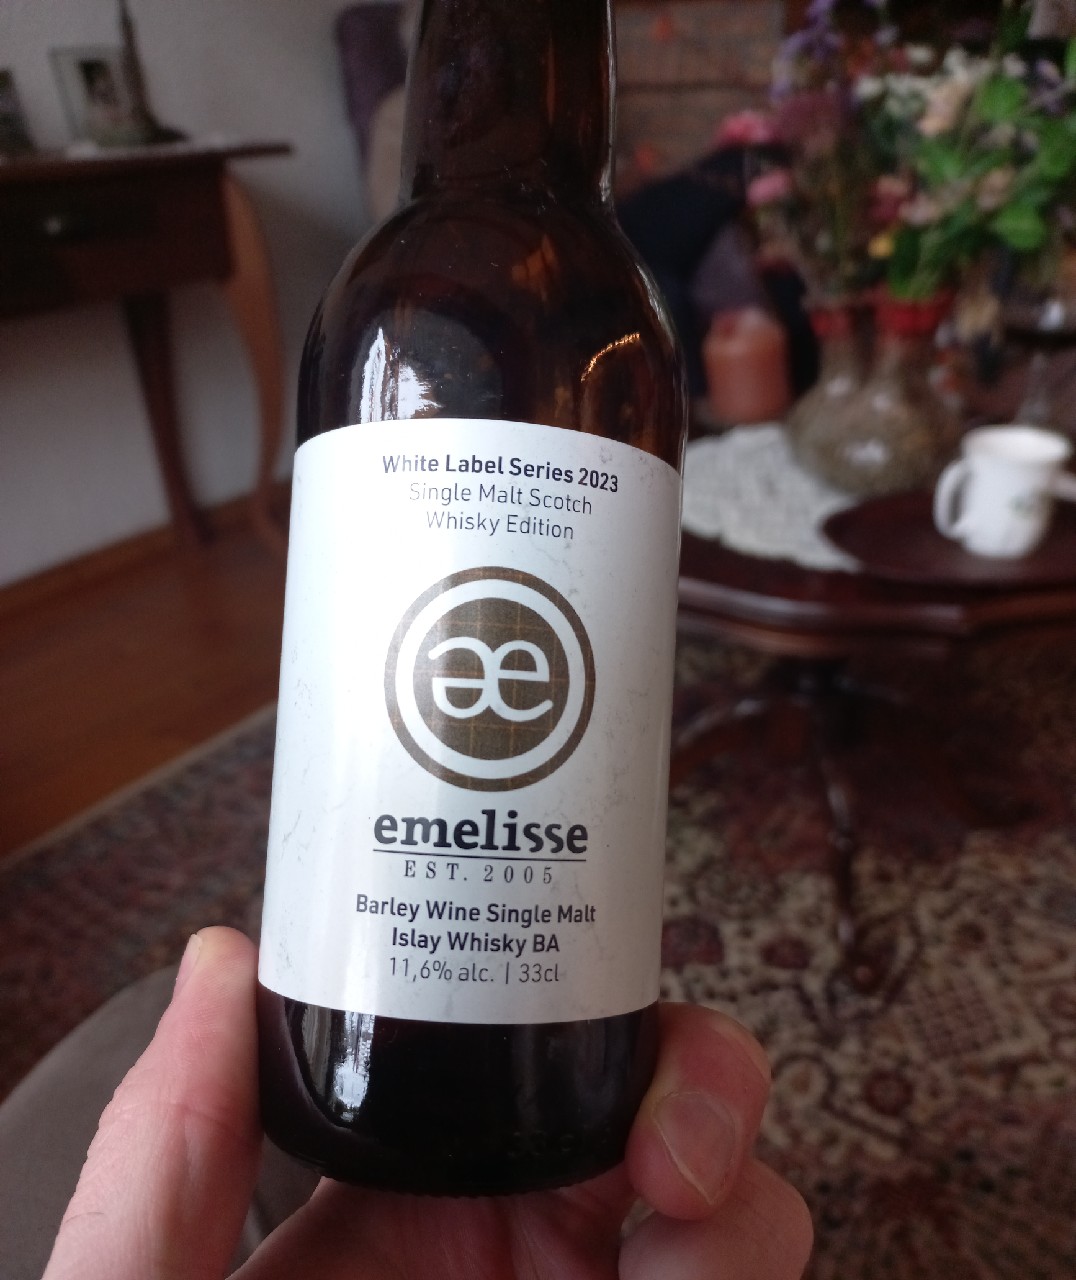 White Label Series 2023
Single Malt Scotch
Whisky Edition
æ
emelisse
EST. 2005
Barley Wine Single Malt
Islay Whisky BA
11,6% alc. | 33cl